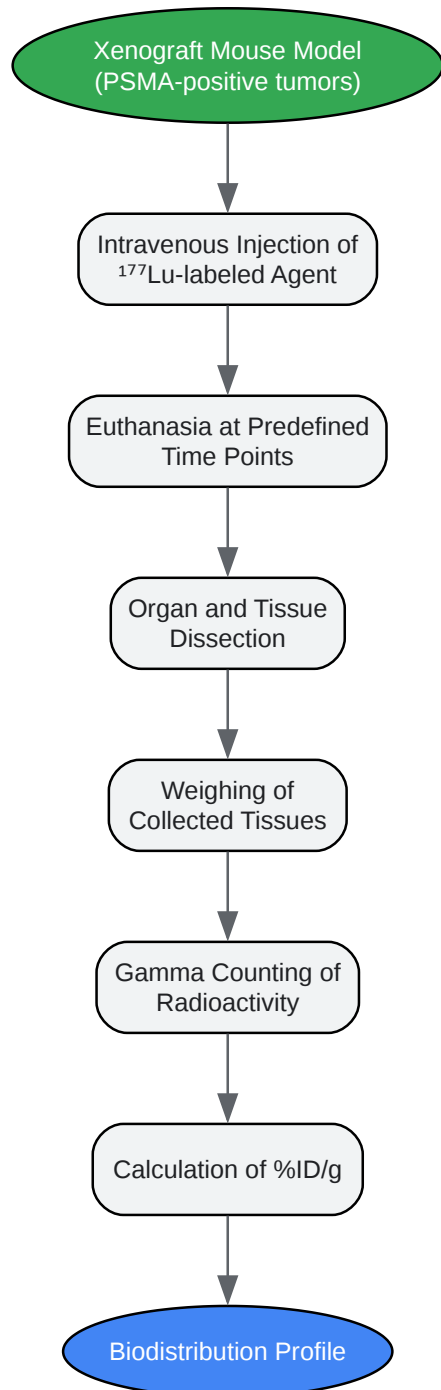 Xenograft Mouse Model
(PSMA-positive tumors)
Intravenous Injection of
¹⁷⁷Lu-labeled Agent
Euthanasia at Predefined
Time Points
Organ and Tissue
Dissection
Weighing of
Collected Tissues
Gamma Counting of
Radioactivity
Calculation of %ID/g
Biodistribution Profile